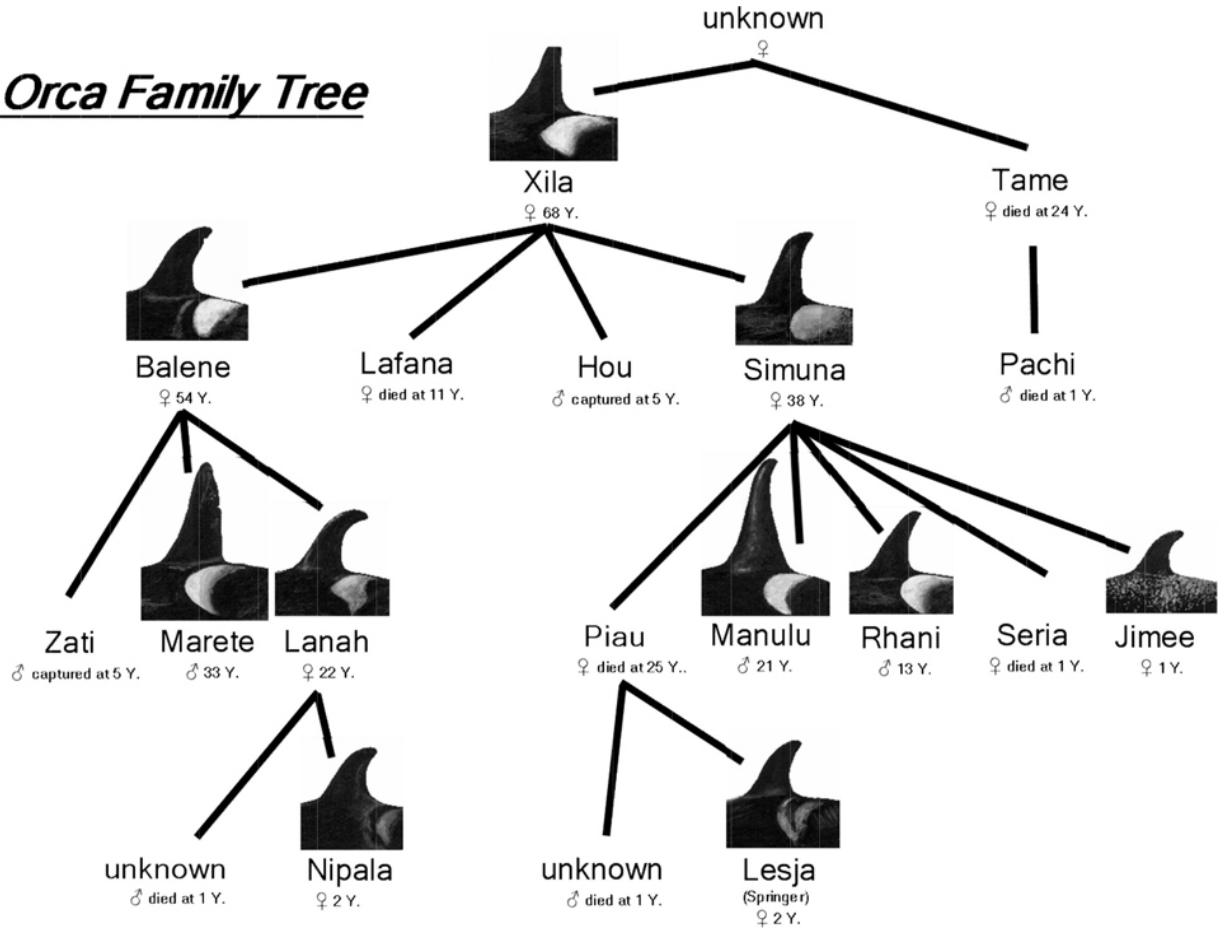 unknown
♀
Orca Family Tree
Xila
♀ 68 Y.
Tame
♀ died at 24 Y.
Balene
♀ 54 Y.
Lafana
♀ died at 11 Y.
Hou
♂ captured at 5 Y.
Simuna
♀ 38 Y.
Pachi
♂ died at 1 Y.
Zati
♂ captured at 5 Y.
Marete
♂ 33 Y.
Lanah
♀ 22 Y.
Piau
♀ died at 25 Y..
Manulu
♂ 21 Y.
Rhani
♂ 13 Y.
Seria
♀ died at 1 Y.
Jimee
♀ 1 Y.
unknown
♂ died at 1 Y.
Nipala
♀ 2 Y.
unknown
♂ died at 1 Y.
Lesja
(Springer)
♀ 2 Y.